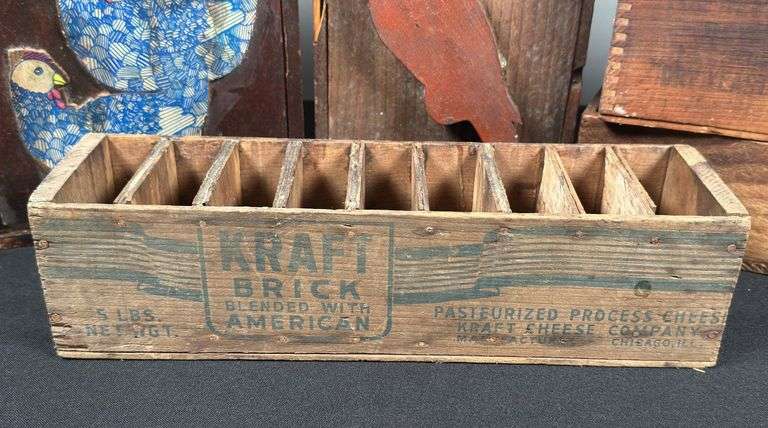 KRAFT
BRICK
BLENDED WITH
AMERICAN
5 LBS.
NET WGT.
PASTEURIZED PROCESS CHEESE
KRAFT CHEESE COMPANY
CHICAGO, ILL.